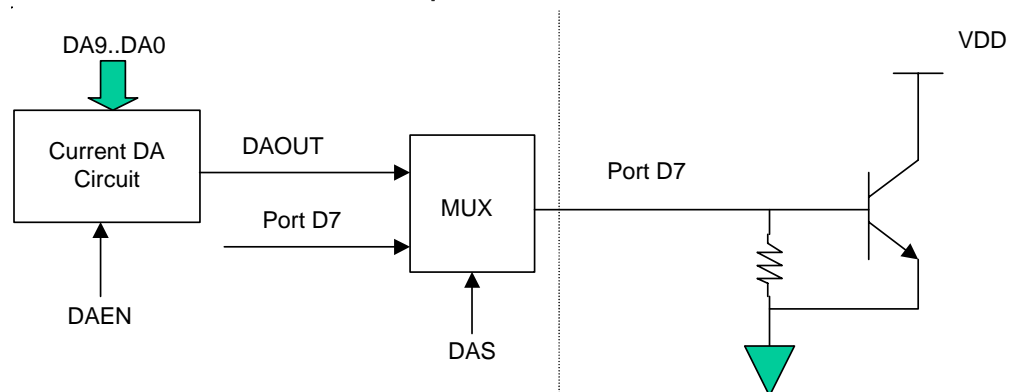 DA9..DA0
VDD
Current DA
Circuit
DAOUT
Port D7
MUX
Port D7
DAEN
DAS